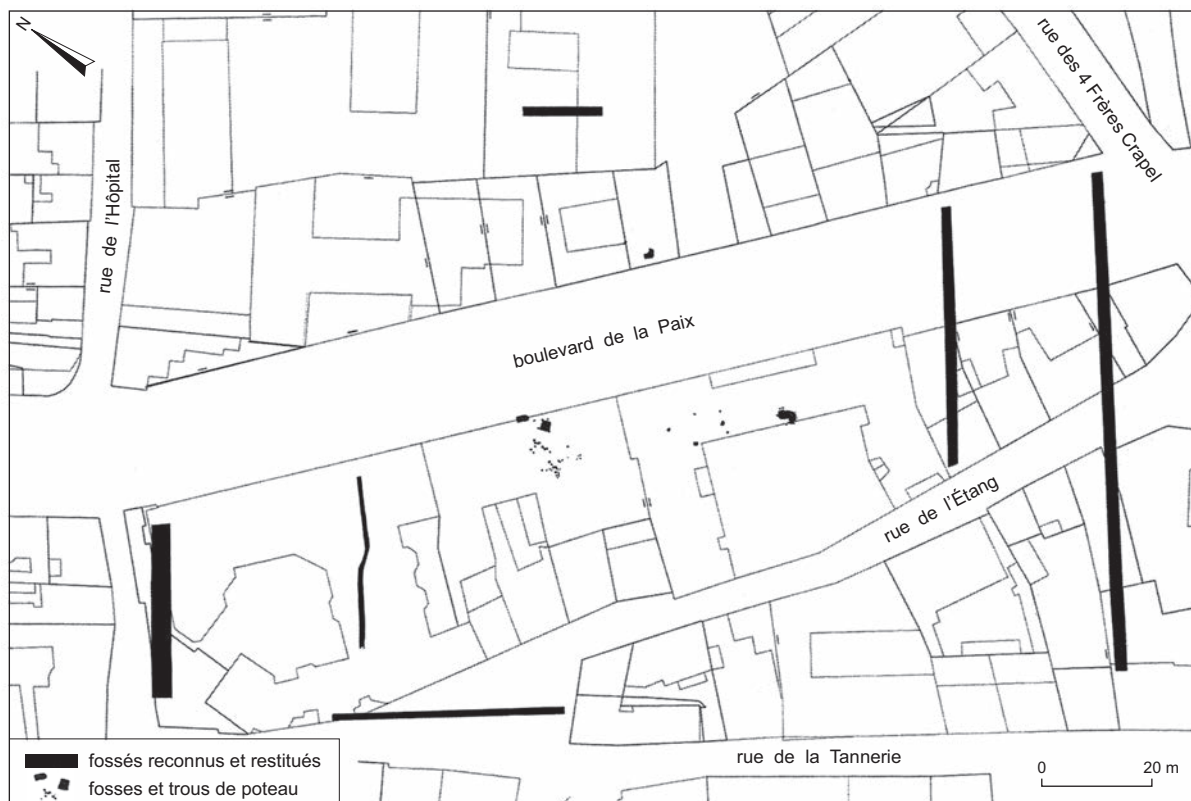 N
rue des 4 Frères Crapel
rue de l'Hôpital
boulevard de la Paix
rue de l'Étang
rue de la Tannerie
fossés reconnus et restitués
fosses et trous de poteau
0 20 m